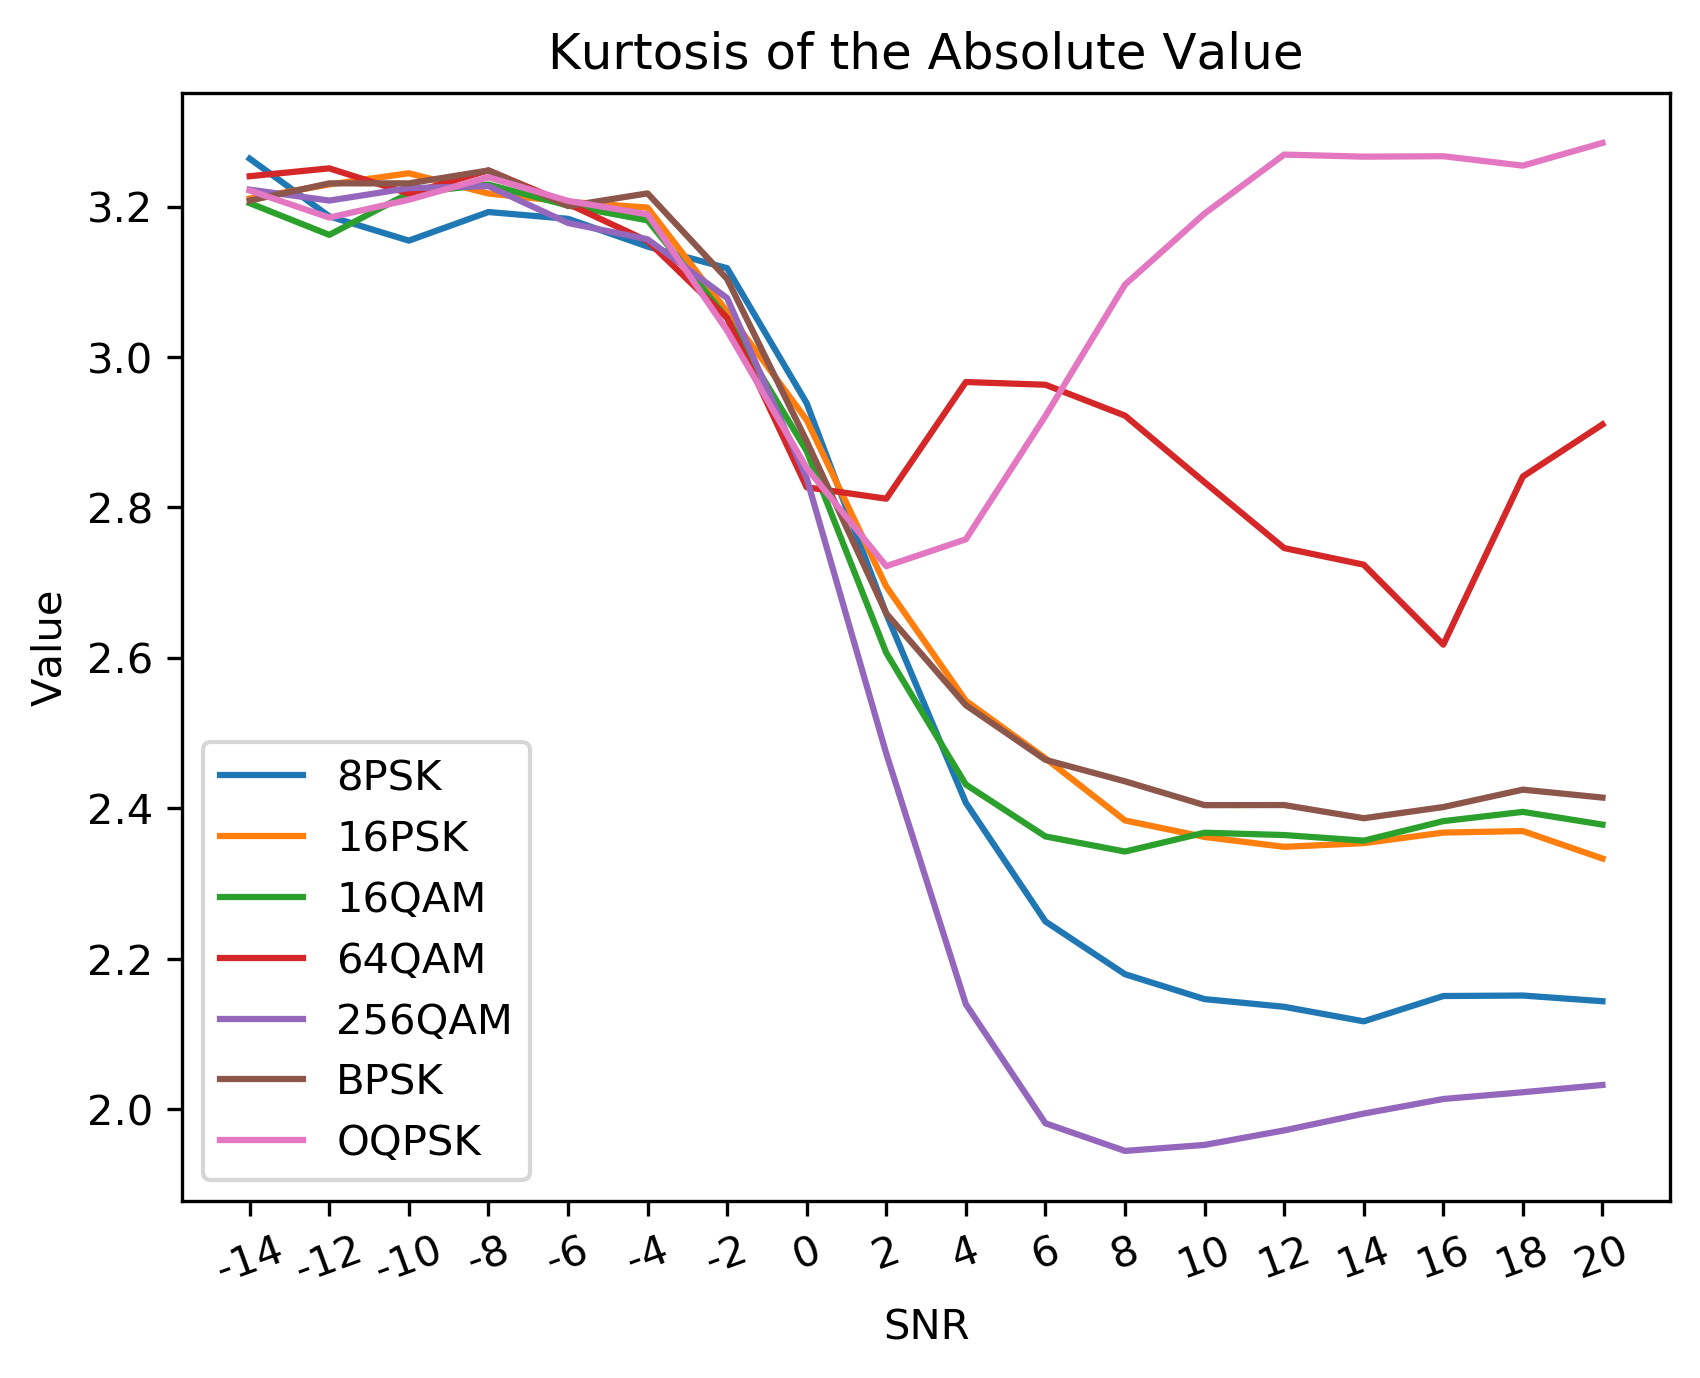 Kurtosis of the Absolute Value
Value
3.2
3.0
2.8
2.6
2.4
2.2
2.0
8PSK
16PSK
16QAM
64QAM
256QAM
BPSK
OQPSK
-14 -12 -10 -8 -6 -4 -2 0 2 4 6 8 10 12 14 16 18 20
SNR